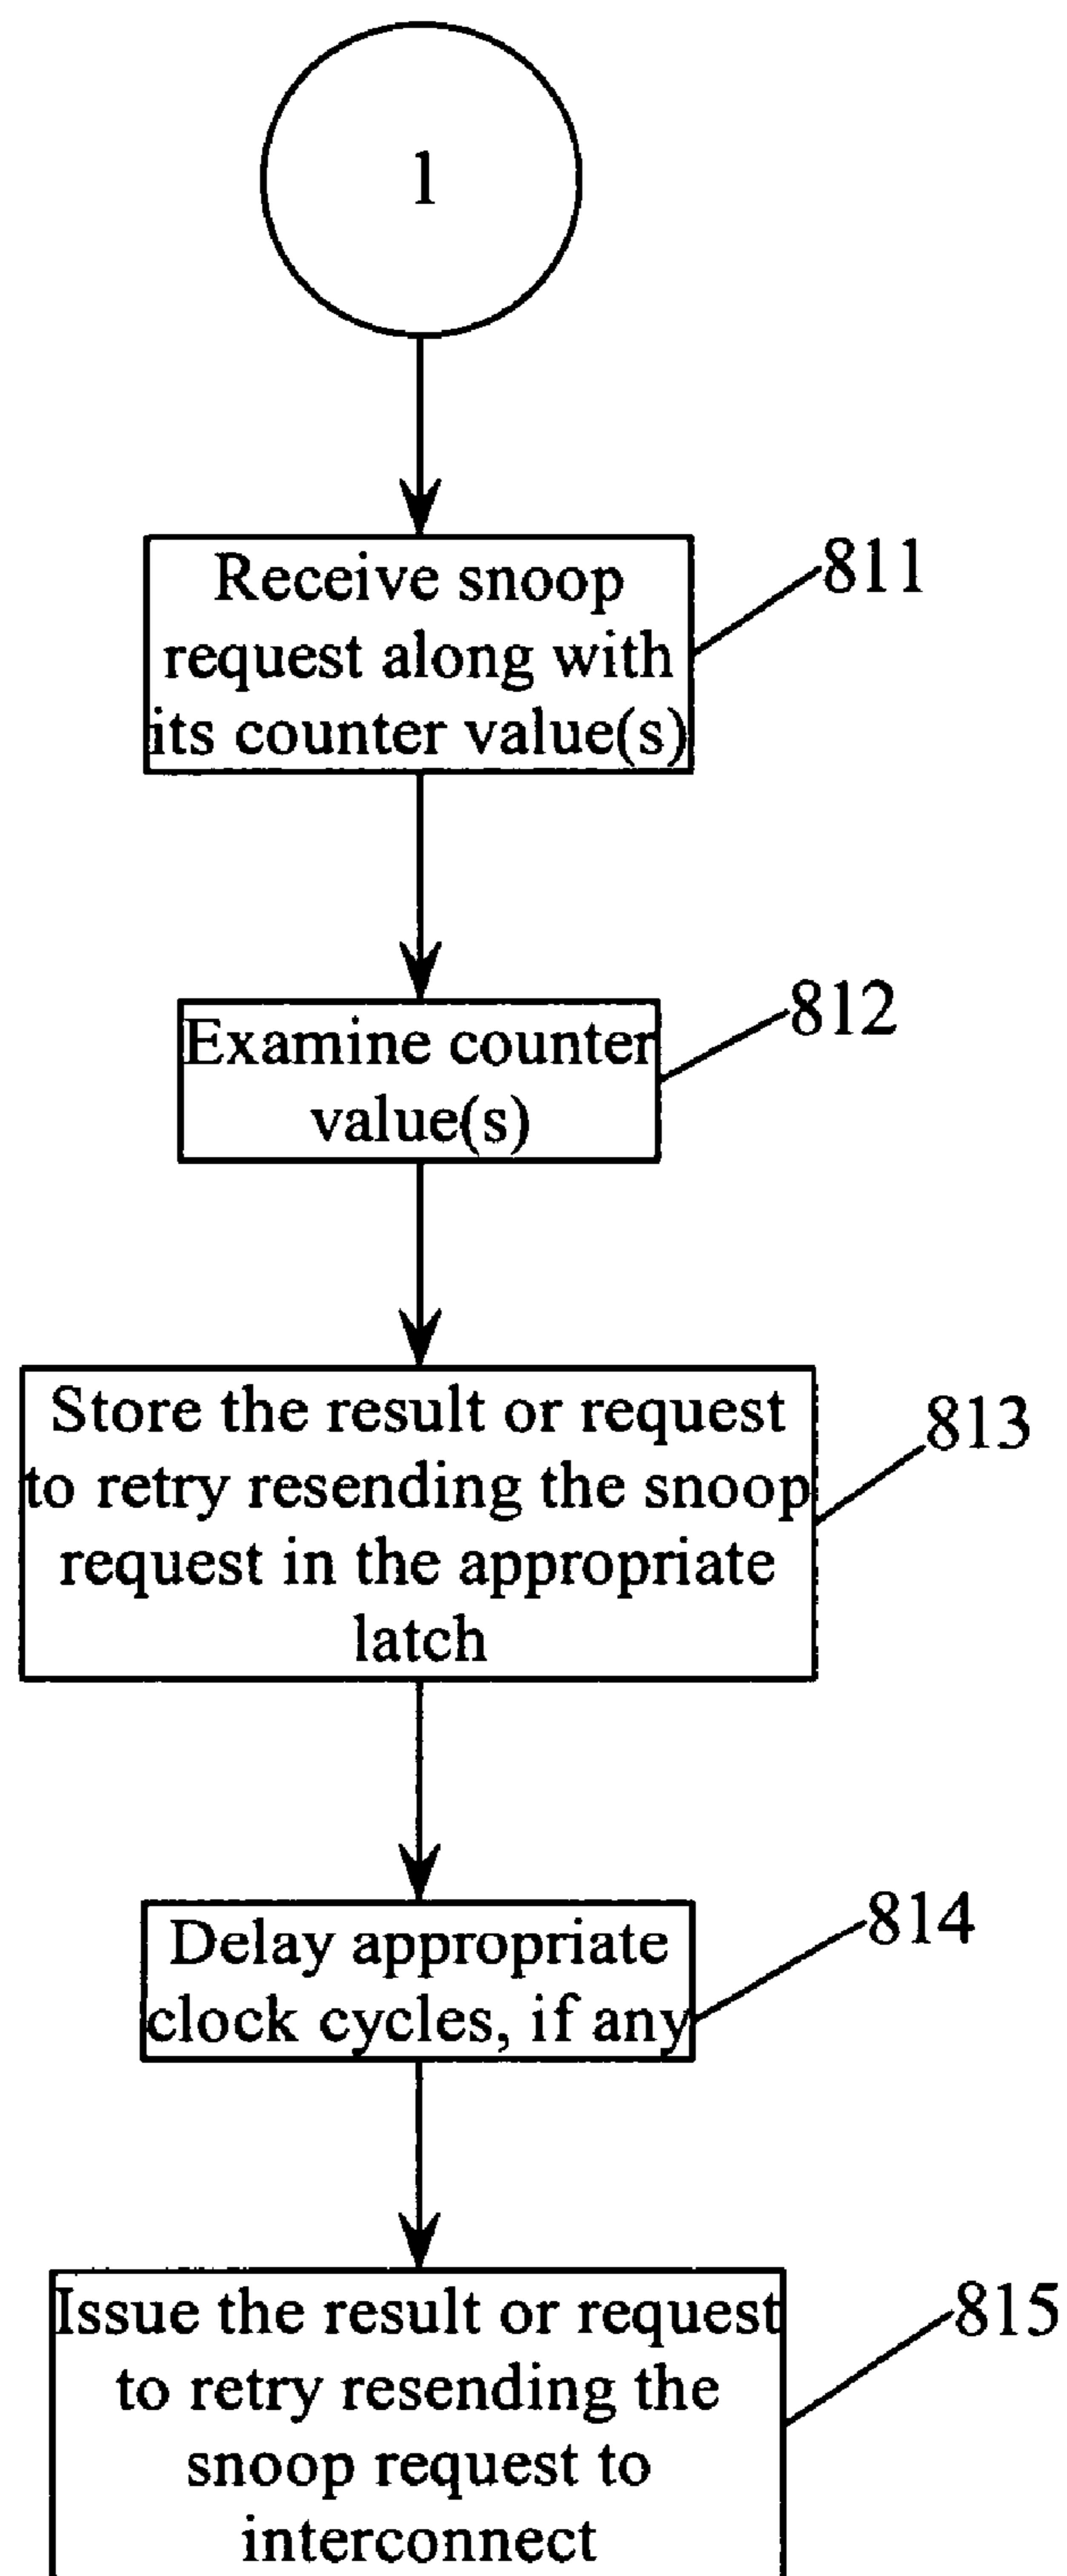 1
Receive snoop
request along with
its counter value(s)
811
Examine counter
value(s)
812
Store the result or request
to retry resending the snoop
request in the appropriate
latch
813
Delay appropriate
clock cycles, if any
814
Issue the result or request
to retry resending the
snoop request to
interconnect
815